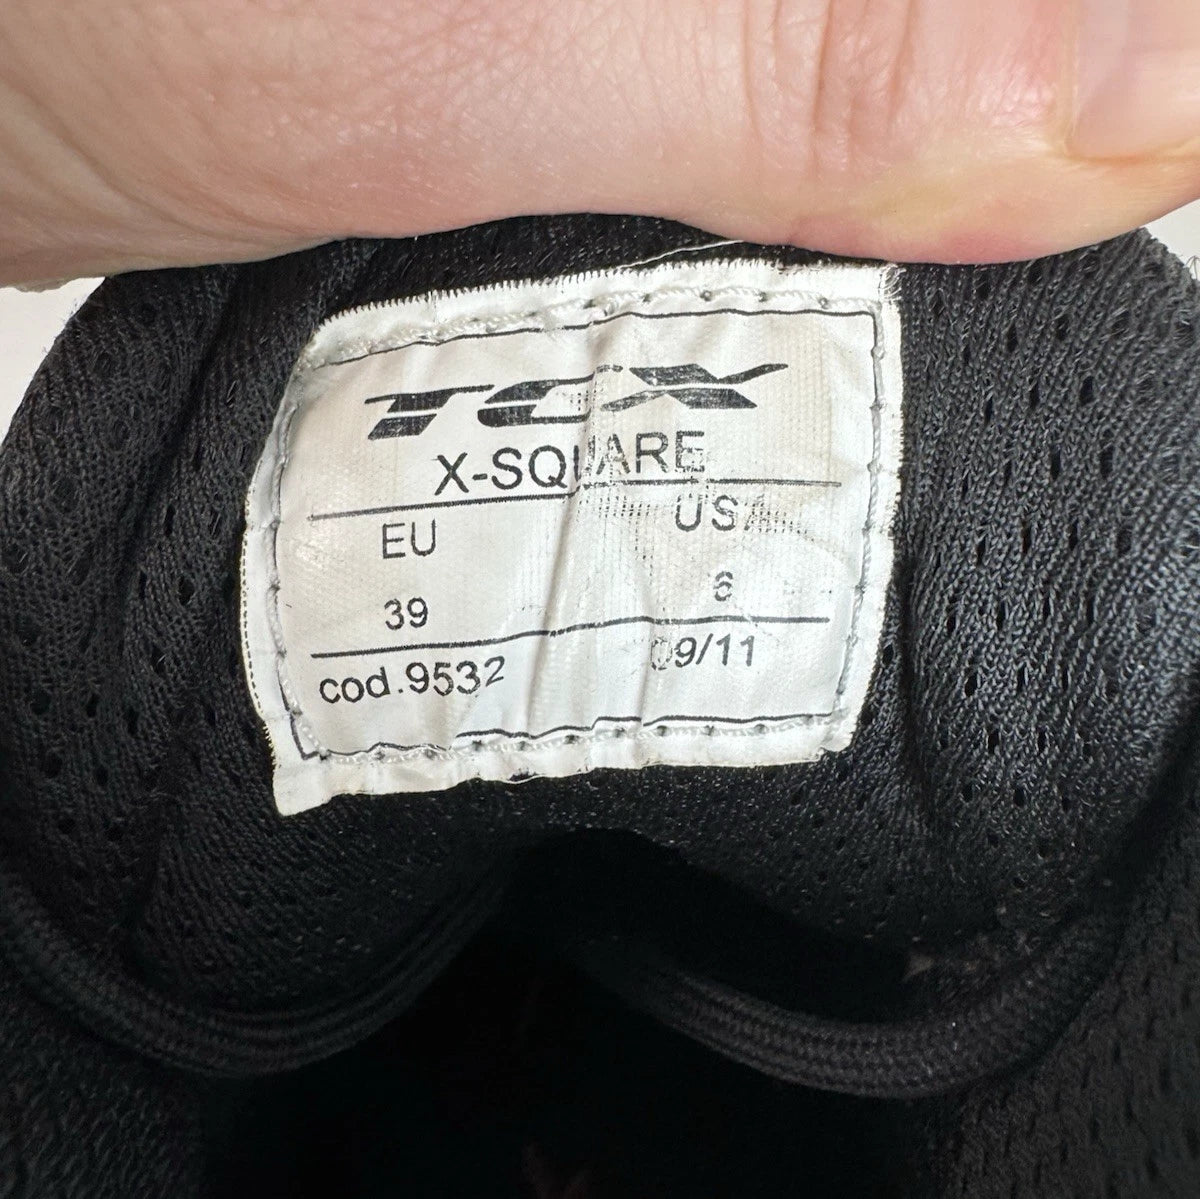 TCX
X-SQUARE
EU USA
39 6
cod.9532 09/11